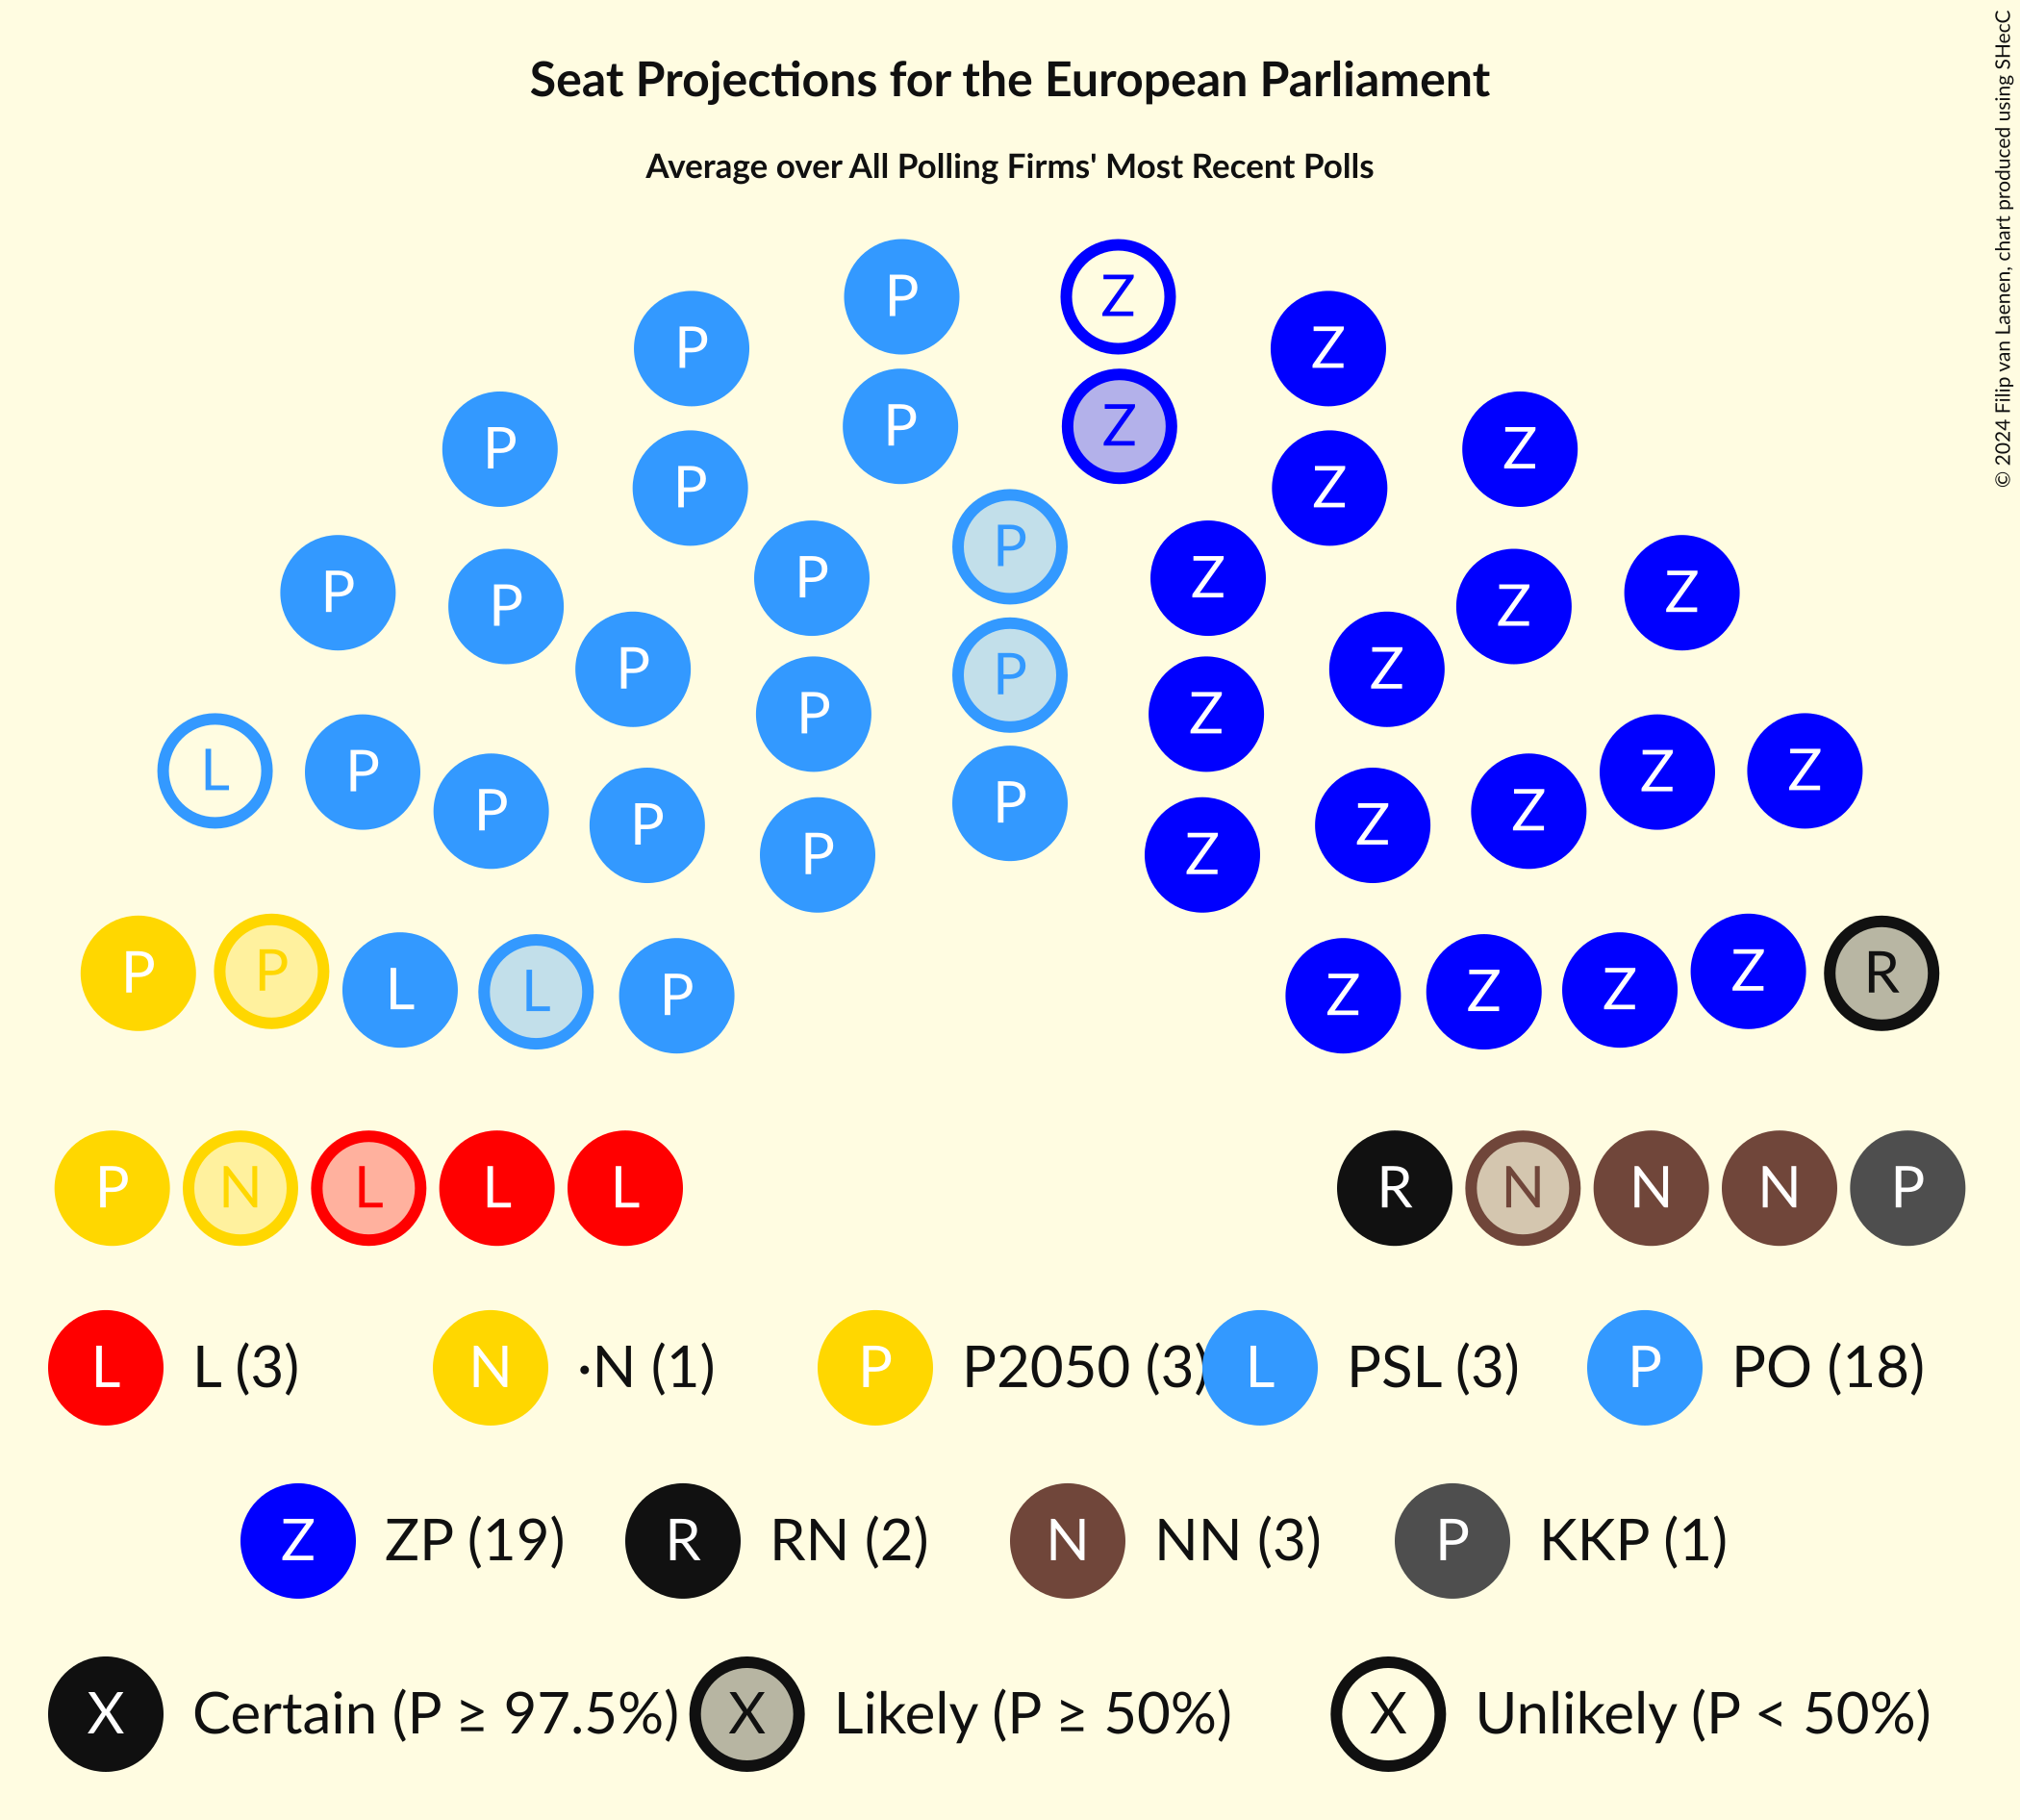 Seat Projections for the European Parliament
Average over All Polling Firms' Most Recent Polls
© 2024 Filip van Laenen, chart produced using SHecC
P Z
P Z
P Z
P Z
P Z
P
P Z
P Z
P Z
P Z
P
P Z
L Z
P Z
P
P Z
P Z
P Z
P P L L P Z Z Z Z R
P N L L L R N N N P
L L (3) N ·N (1) P P2050 (3) L PSL (3) P PO (18)
Z ZP (19) R RN (2) N NN (3) P KKP (1)
X Certain (P ≥ 97.5%) X Likely (P ≥ 50%) X Unlikely (P < 50%)